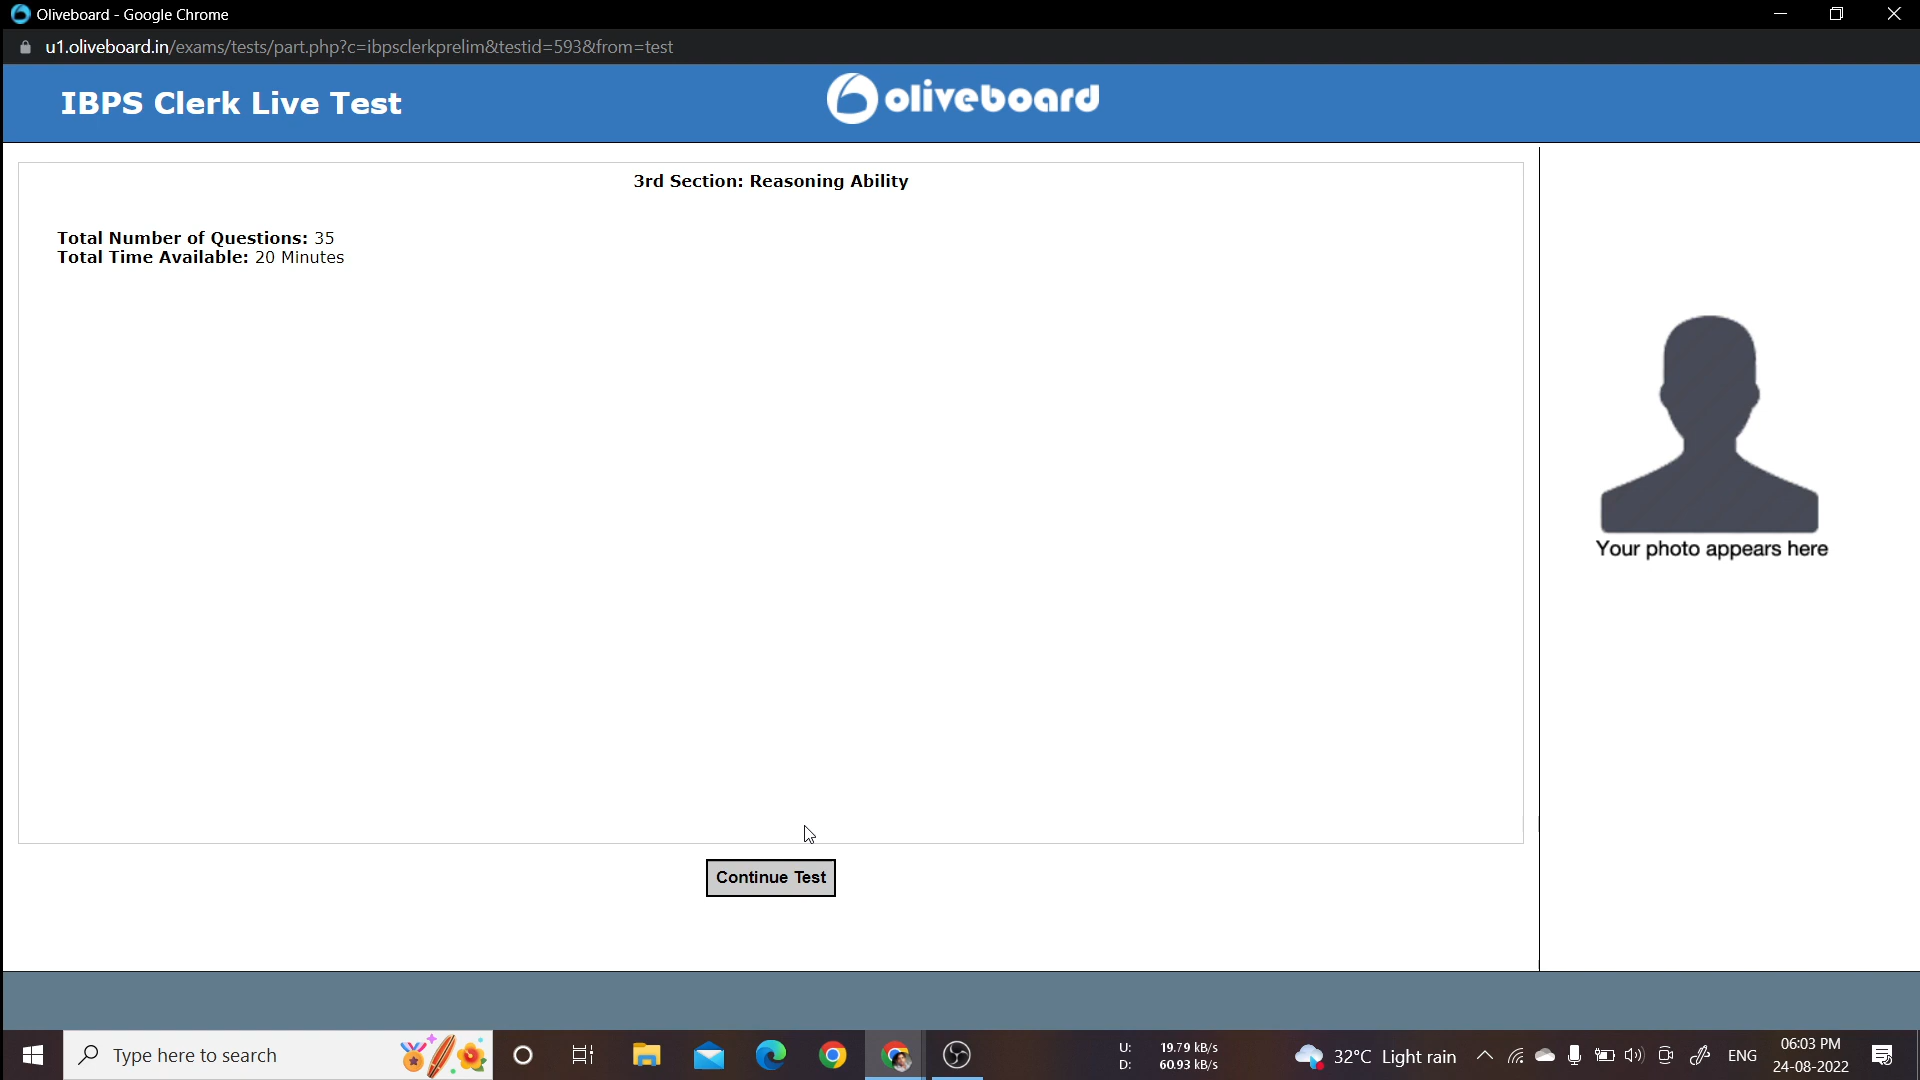 Oliveboard - Google Chrome
u1.oliveboard.in/exams/tests/part.php?c=ibpsclerkprelim&testid=593&from=test
IBPS Clerk Live Test
oliveboard
3rd Section: Reasoning Ability
Total Number of Questions: 35
Total Time Available: 20 Minutes
Your photo appears here
Continue Test
Type here to search
U: 19.79 kB/s
D: 60.93 kB/s
32°C Light rain
ENG
06:03 PM
24-08-2022